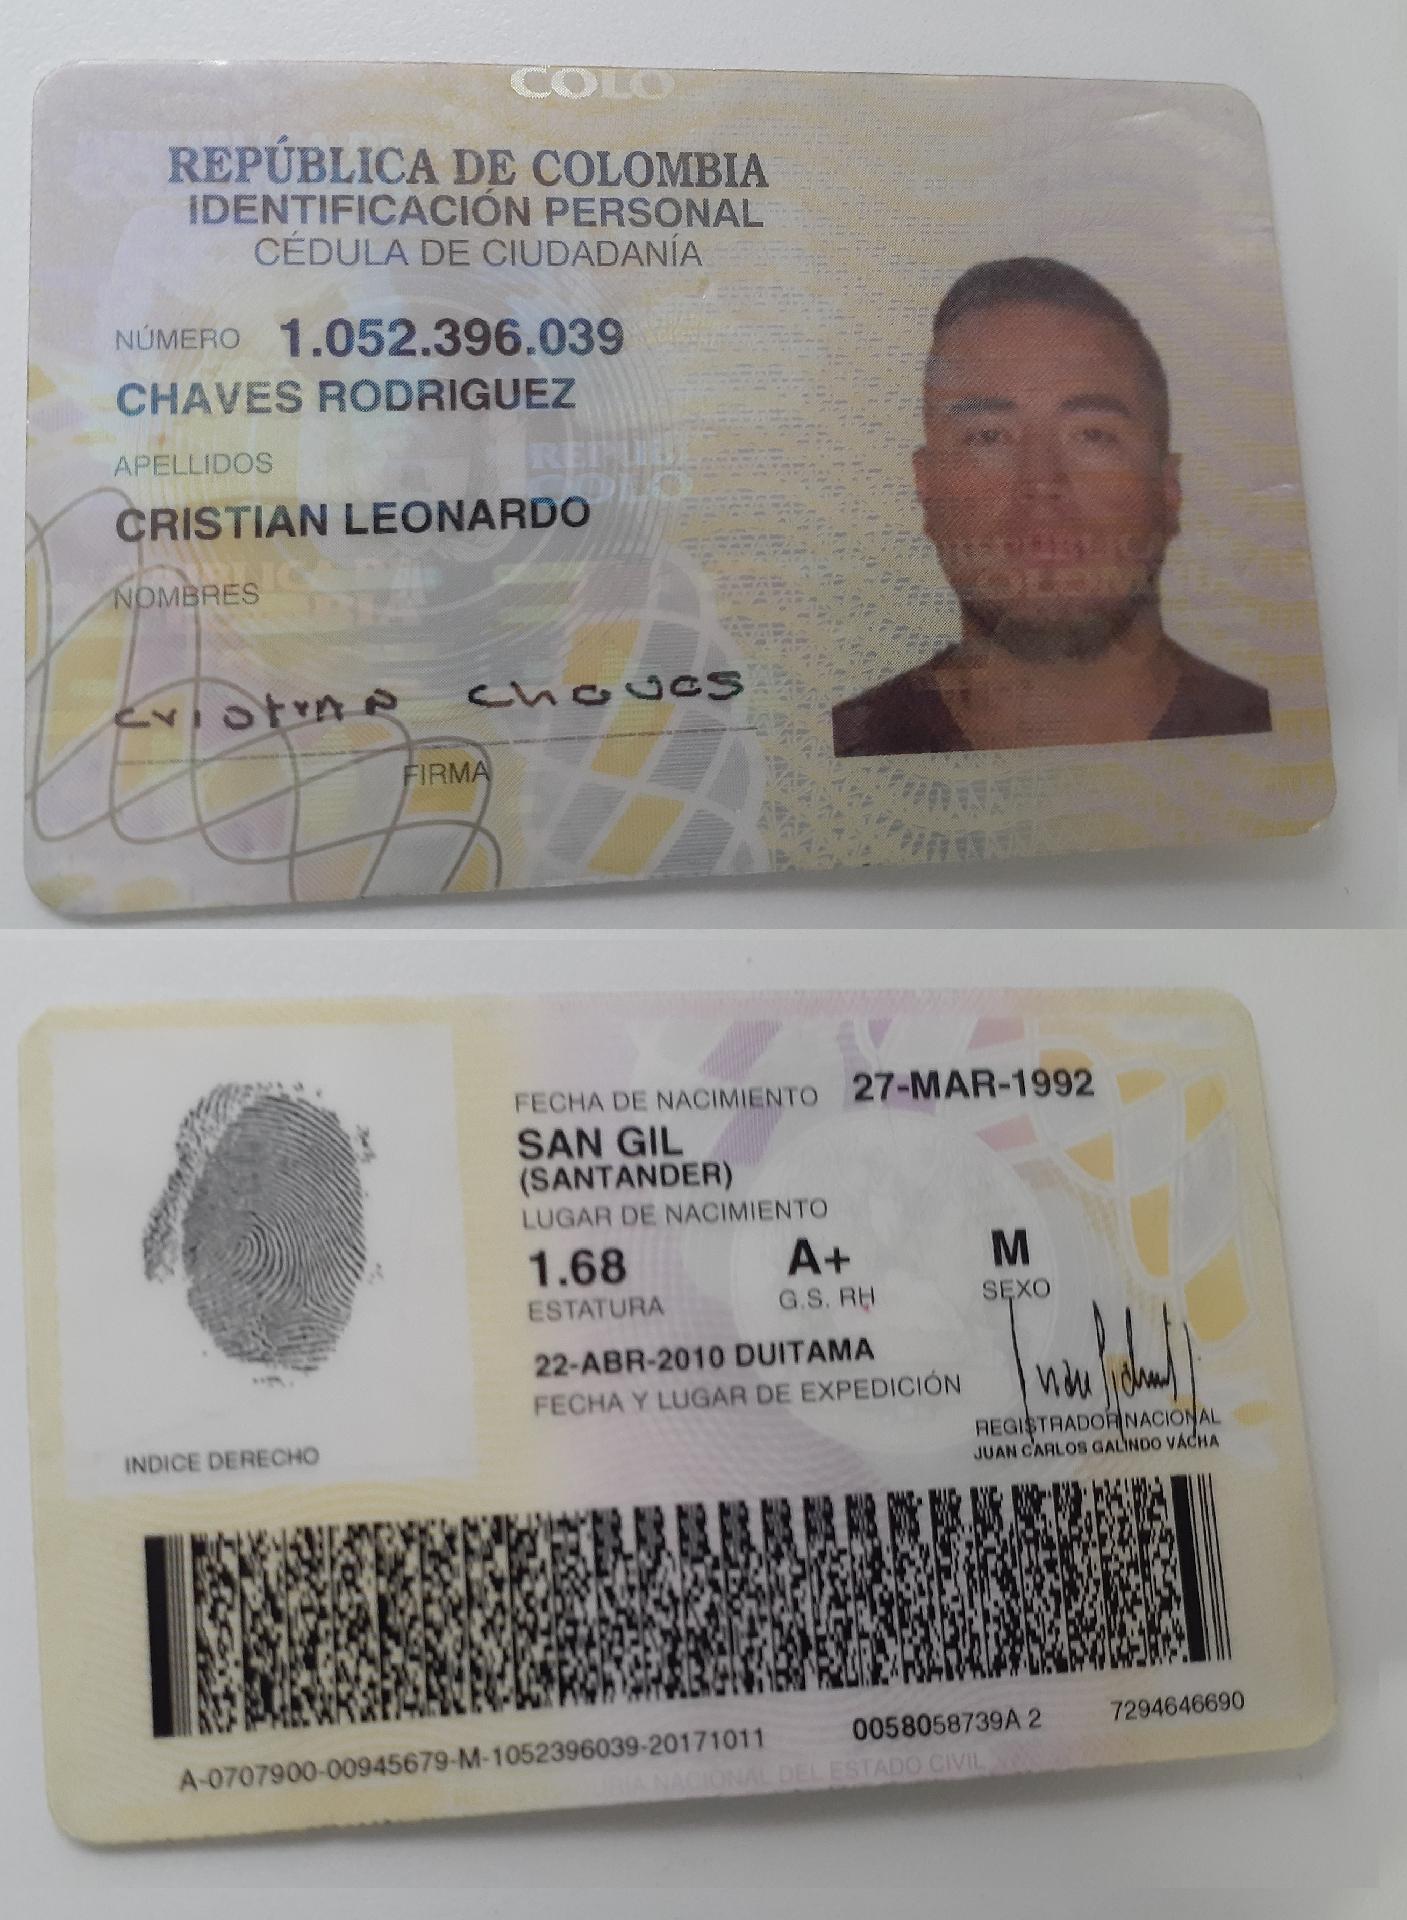 COLO
REPÚBLICA DE COLOMBIA
IDENTIFICACIÓN PERSONAL
CÉDULA DE CIUDADANÍA
NÚMERO 1.052.396.039
CHAVES RODRIGUEZ
APELLIDOS
CRISTIAN LEONARDO
NOMBRES
cristian chaves
FIRMA
FECHA DE NACIMIENTO 27-MAR-1992
SAN GIL
(SANTANDER)
LUGAR DE NACIMIENTO
1.68 A+ M
ESTATURA G.S. RH SEXO
22-ABR-2010 DUITAMA
FECHA Y LUGAR DE EXPEDICIÓN
REGISTRADOR NACIONAL
JUAN CARLOS GALINDO VÁCHA
INDICE DERECHO
A-0707900-00945679-M-1052396039-20171011 0058058739A 2 7294646690
NACIONAL DEL ESTADO CIVIL